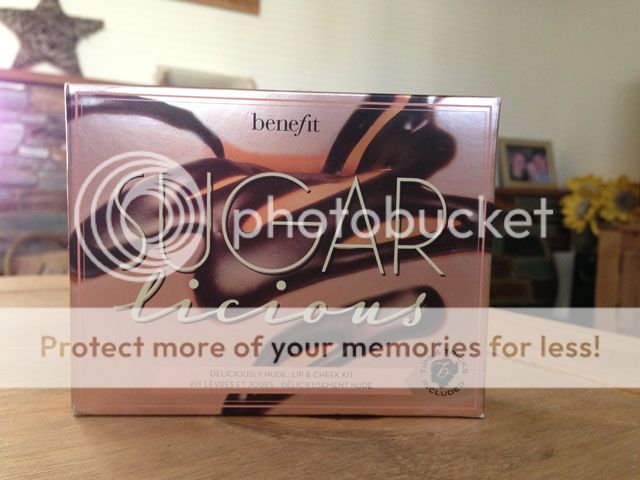 benefit
SUGAR
licious
photobucket
Protect more of your memories for less!
DELICIOUSLY NUDE...LIP & CHEEK KIT
KIT LÈVRES ET JOUES... DÉLICIEUSEMENT NUDE
INCLUDED